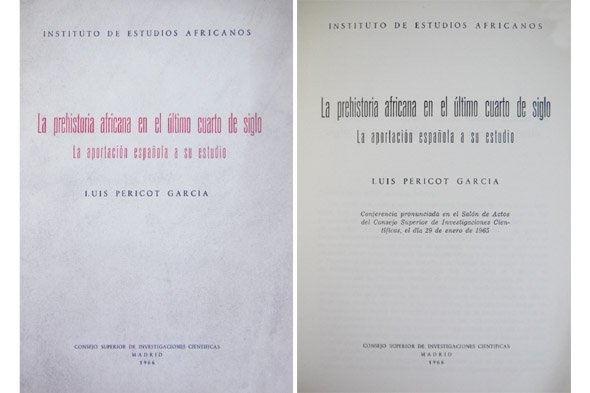 INSTITUTO DE ESTUDIOS AFRICANOS
La prehistoria africana en el último cuarto de siglo
La aportación española a su estudio
LUIS PERICOT GARCIA
CONSEJO SUPERIOR DE INVESTIGACIONES CIENTIFICAS
MADRID
1966
INSTITUTO DE ESTUDIOS AFRICANOS
La prehistoria africana en el último cuarto de siglo
La aportación española a su estudio
LUIS PERICOT GARCIA
Conferencia pronunciada en el Salón de Actos
del Consejo Superior de Investigaciones Cien-
tíficas, el día 29 de enero de 1965
CONSEJO SUPERIOR DE INVESTIGACIONES CIENTIFICAS
MADRID
1966